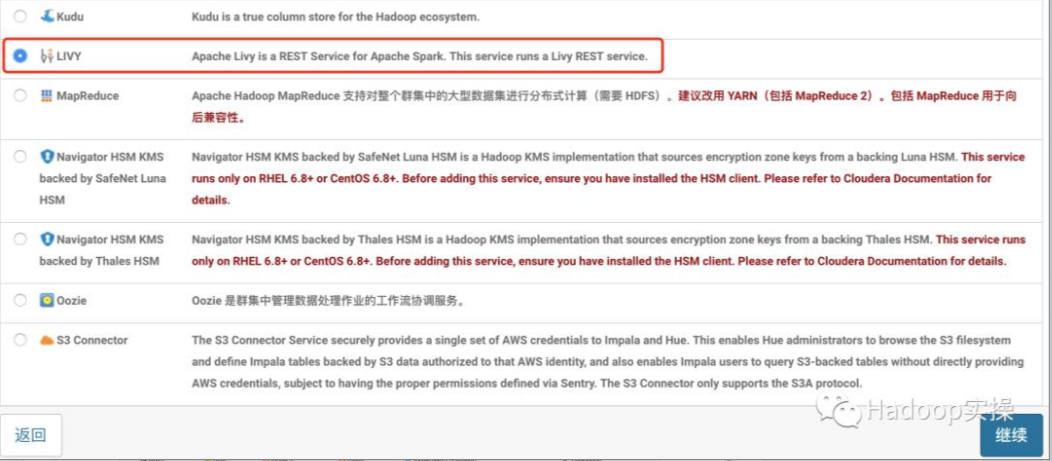 Kudu Kudu is a true column store for the Hadoop ecosystem.
LIVY Apache Livy is a REST Service for Apache Spark. This service runs a Livy REST service.
MapReduce Apache Hadoop MapReduce 支持对整个群集中的大型数据集进行分布式计算（需要 HDFS）。建议改用 YARN（包括 MapReduce 2）。包括 MapReduce 用于向
后兼容性。
Navigator HSM KMS Navigator HSM KMS backed by SafeNet Luna HSM is a Hadoop KMS implementation that sources encryption zone keys from a backing Luna HSM. This service
backed by SafeNet Luna runs only on RHEL 6.8+ or CentOS 6.8+. Before adding this service, ensure you have installed the HSM client. Please refer to Cloudera Documentation for
HSM details.
Navigator HSM KMS Navigator HSM KMS backed by Thales HSM is a Hadoop KMS implementation that sources encryption zone keys from a backing Thales HSM. This service runs
backed by Thales HSM only on RHEL 6.8+ or CentOS 6.8+. Before adding this service, ensure you have installed the HSM client. Please refer to Cloudera Documentation for details.
Oozie Oozie 是群集中管理数据处理作业的工作流协调服务。
S3 Connector The S3 Connector Service securely provides a single set of AWS credentials to Impala and Hue. This enables Hue administrators to browse the S3 filesystem
and define Impala tables backed by S3 data authorized to that AWS identity, and also enables Impala users to query S3-backed tables without directly providing
AWS credentials, subject to having the proper permissions defined via Sentry. The S3 Connector only supports the S3A protocol.
Hadoop实操
返回 继续